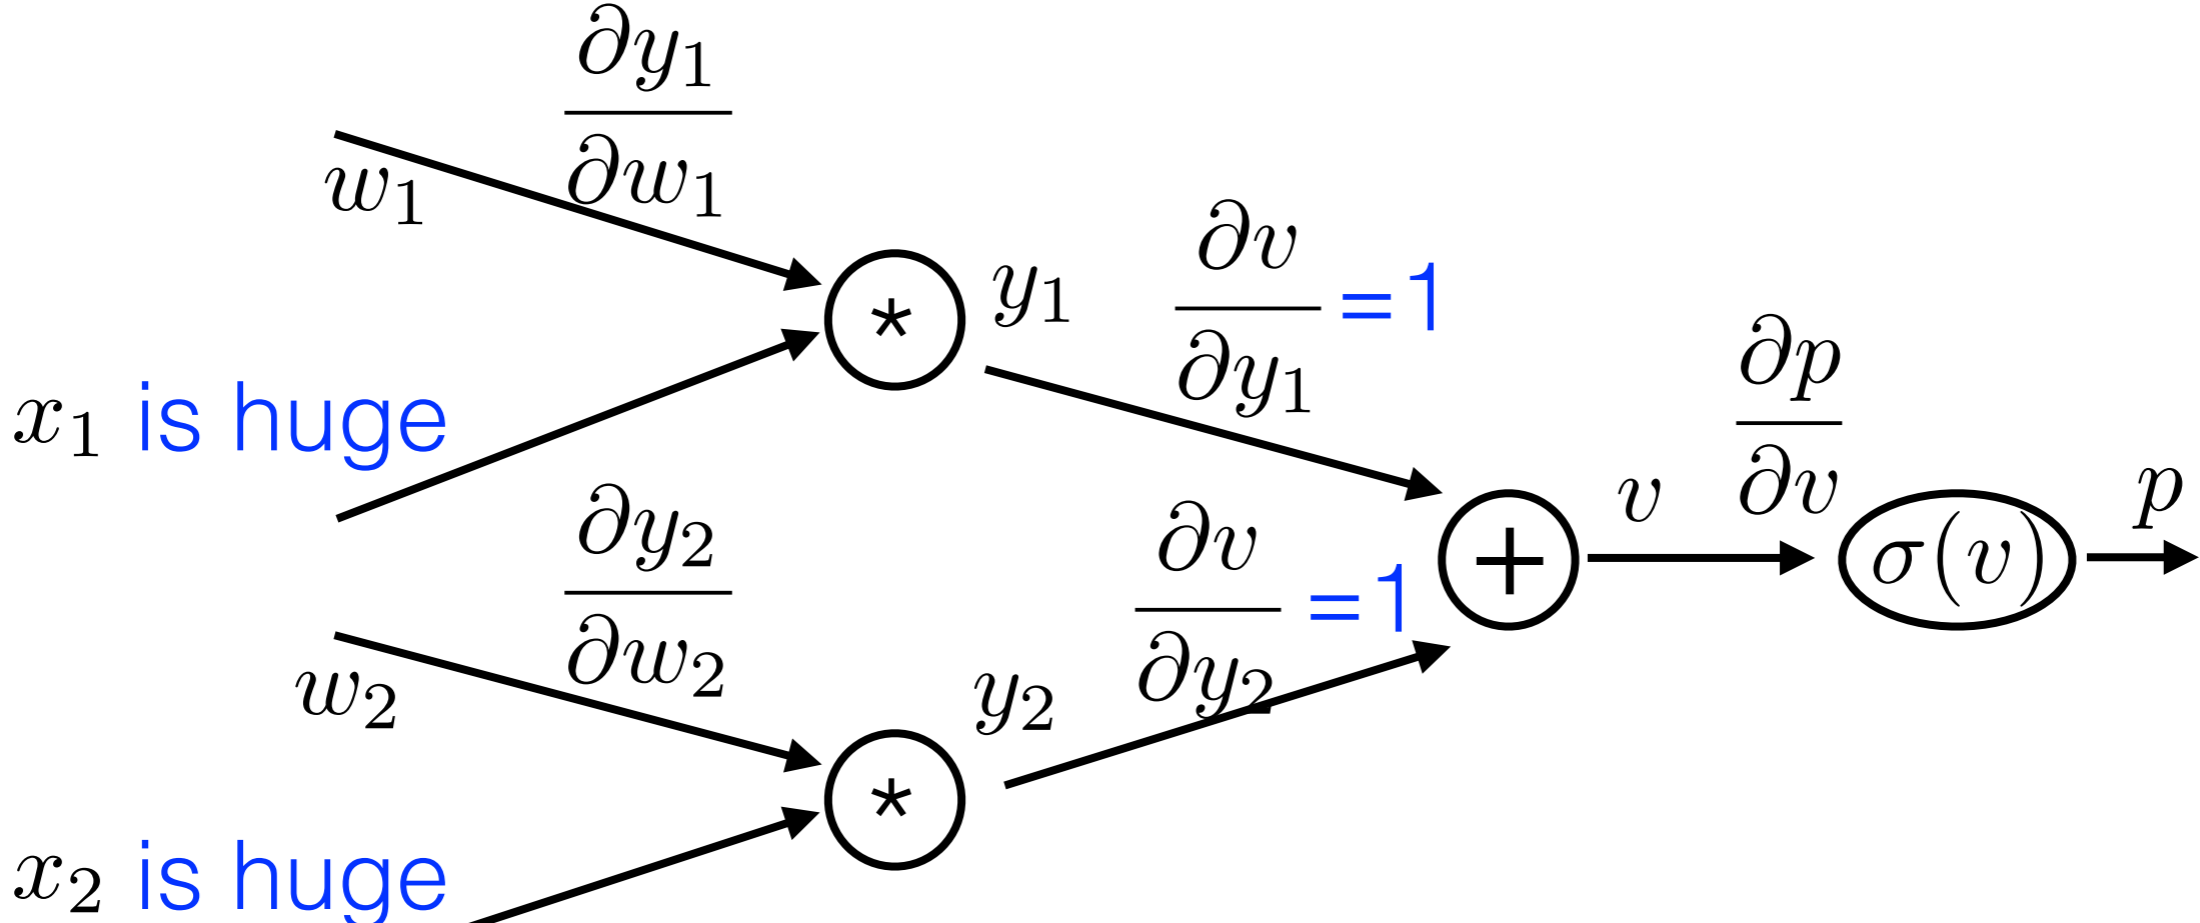 ∂y₁
∂w₁
w₁
*
y₁
∂v
∂y₁
=1
x₁ is huge
∂p
∂v
v
+
σ(v)
p
∂y₂
∂w₂
w₂
*
y₂
∂v
∂y₂
=1
x₂ is huge